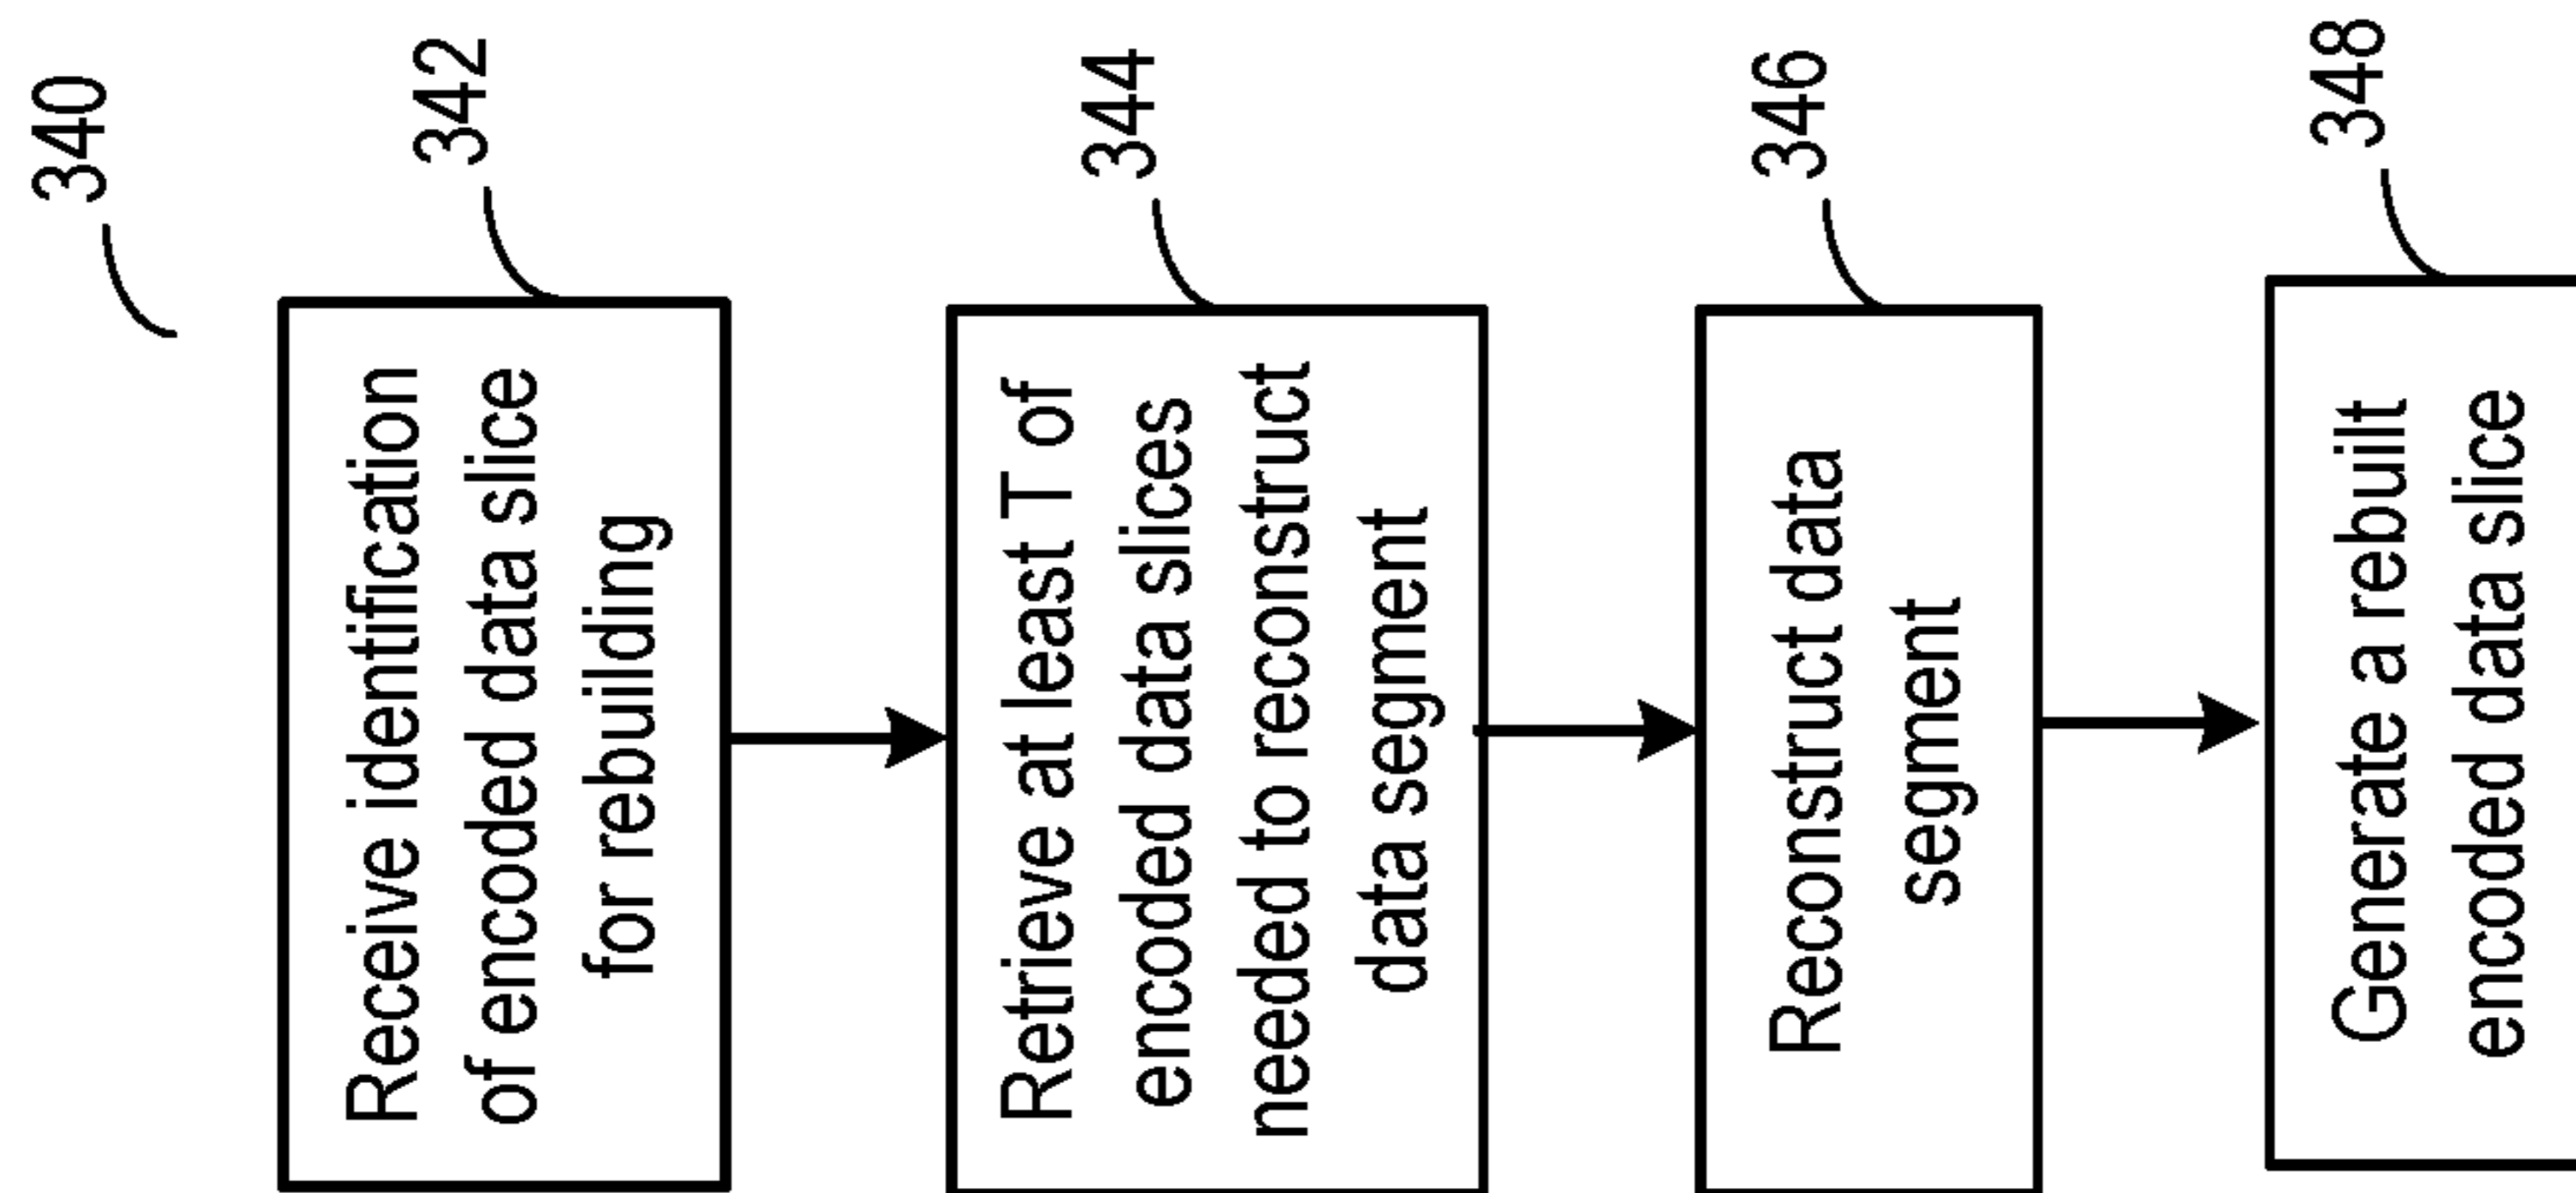 340
342
Receive identification
of encoded data slice
for rebuilding
344
Retrieve at least T of
encoded data slices
needed to reconstruct
data segment
346
Reconstruct data
segment
348
Generate a rebuilt
encoded data slice